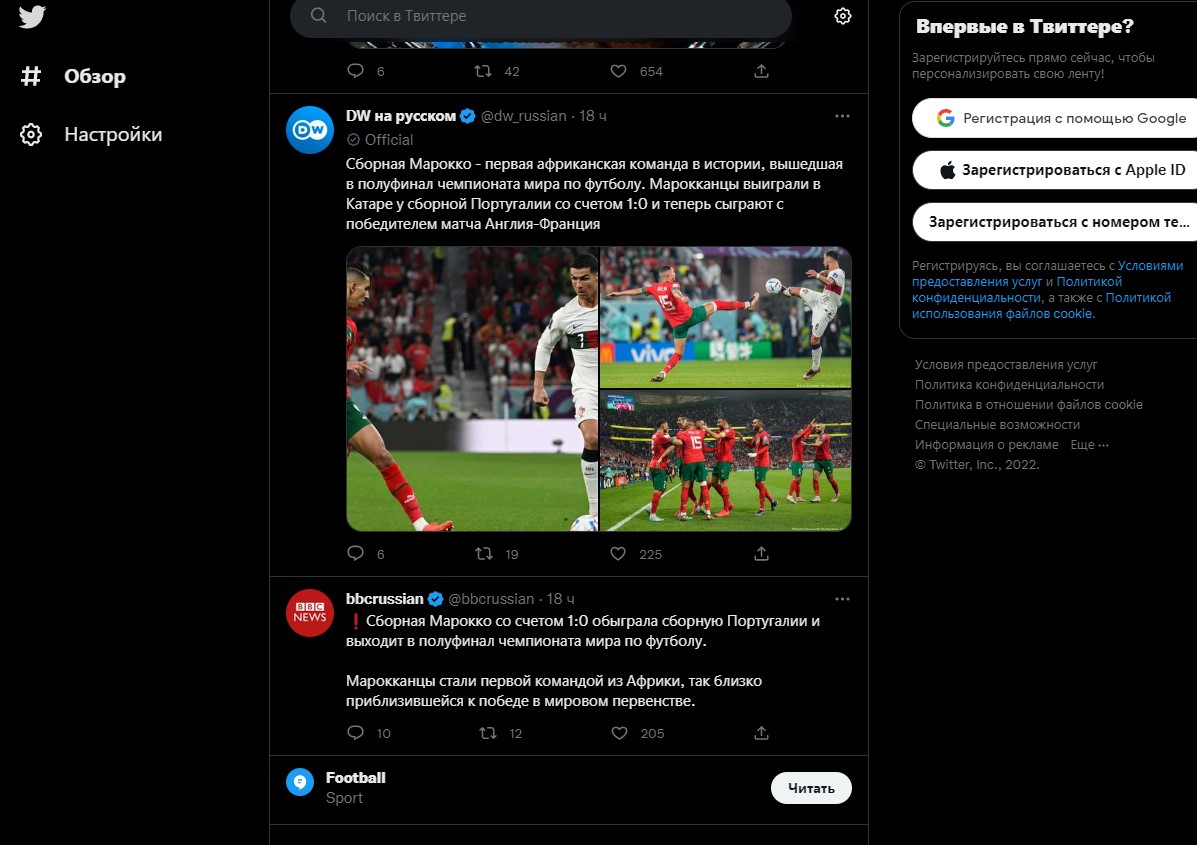 Поиск в Твиттере
Обзор
Настройки
6 42 654
DW на русском @dw_russian · 18 ч
Official
Сборная Марокко - первая африканская команда в истории, вышедшая
в полуфинал чемпионата мира по футболу. Марокканцы выиграли в
Катаре у сборной Португалии со счетом 1:0 и теперь сыграют с
победителем матча Англия-Франция
7
15
vivo
15
6 19 225
BBC
NEWS
bbcrussian @bbcrussian · 18 ч
❗Сборная Марокко со счетом 1:0 обыграла сборную Португалии и
выходит в полуфинал чемпионата мира по футболу.
Марокканцы стали первой командой из Африки, так близко
приблизившейся к победе в мировом первенстве.
10 12 205
Football
Sport
Читать
Впервые в Твиттере?
Зарегистрируйтесь прямо сейчас, чтобы
персонализировать свою ленту!
Регистрация с помощью Google
Зарегистрироваться с Apple ID
Зарегистрироваться с номером те...
Регистрируясь, вы соглашаетесь с Условиями
предоставления услуг и Политикой
конфиденциальности, а также с Политикой
использования файлов cookie.
Условия предоставления услуг
Политика конфиденциальности
Политика в отношении файлов cookie
Специальные возможности
Информация о рекламе Еще ···
© Twitter, Inc., 2022.